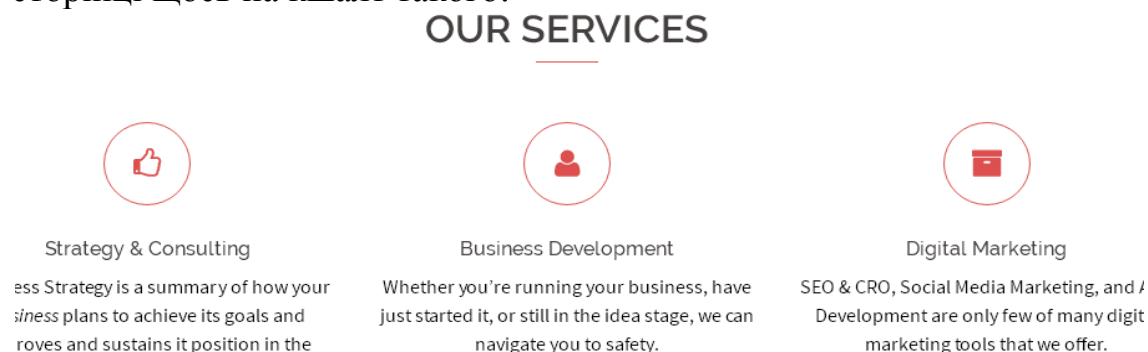 OUR SERVICES
Strategy & Consulting
ess Strategy is a summary of how your
siness plans to achieve its goals and
roves and sustains it position in the
Business Development
Whether you're running your business, have
just started it, or still in the idea stage, we can
navigate you to safety.
Digital Marketing
SEO & CRO, Social Media Marketing, and A
Development are only few of many digit
marketing tools that we offer.